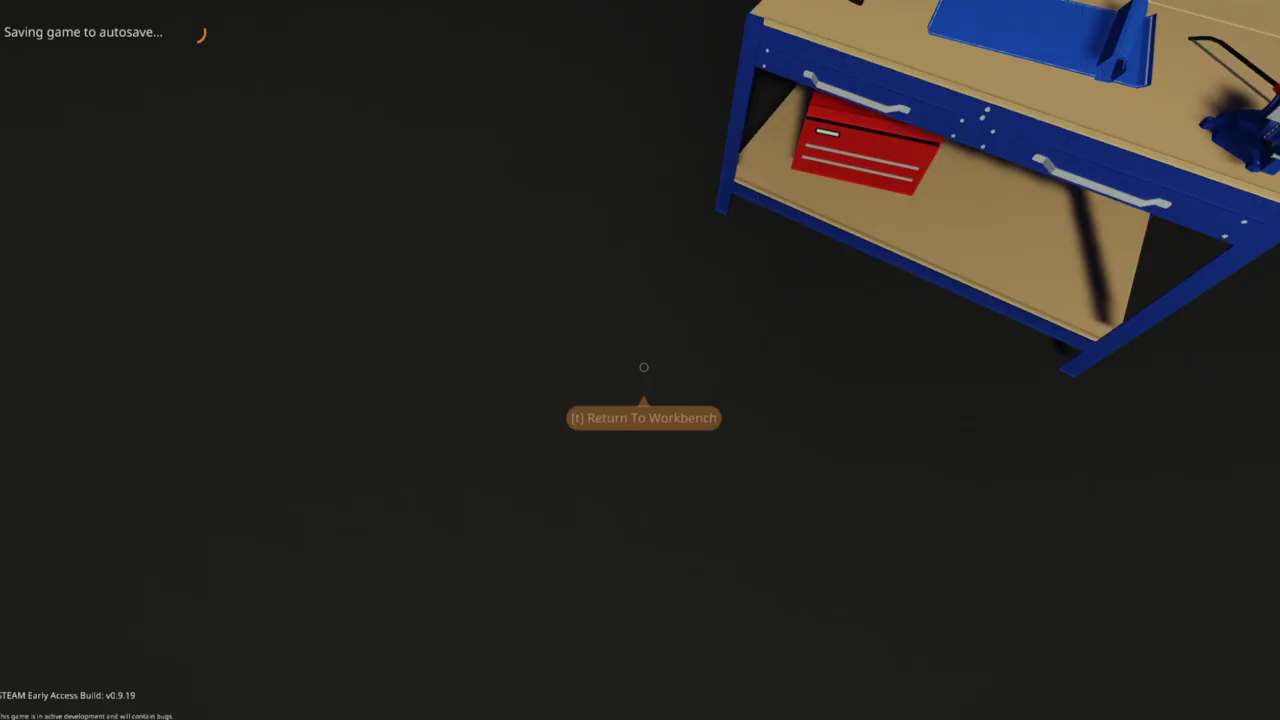 Saving game to autosave...
[t] Return To Workbench
STEAM Early Access Build: v0.9.19
This game is in active development and will contain bugs.